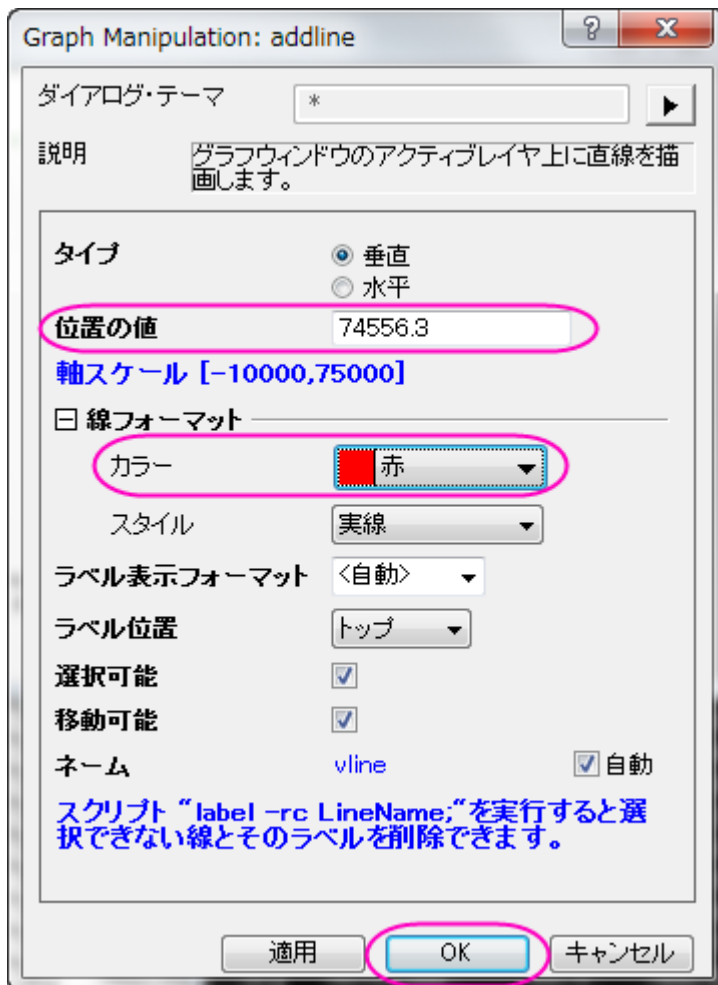 Graph Manipulation: addline
ダイアログ・テーマ *
説明 グラフウィンドウのアクティブレイヤ上に直線を描
画します。
タイプ 垂直
水平
位置の値 74556.3
軸スケール [-10000,75000]
線フォーマット
カラー 赤
スタイル 実線
ラベル表示フォーマット <自動>
ラベル位置 トップ
選択可能
移動可能
ネーム vline 自動
スクリプト "label -rc LineName;"を実行すると選
択できない線とそのラベルを削除できます。
適用 OK キャンセル